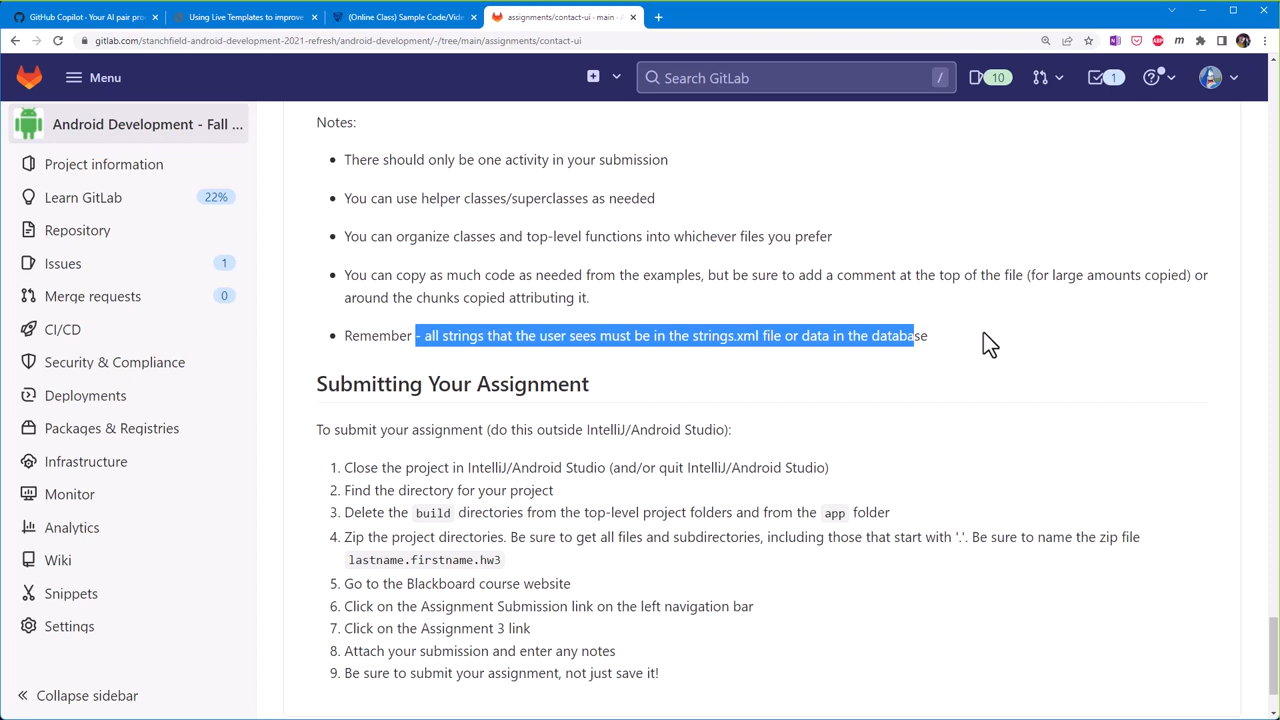 GitHub Copilot · Your AI pair pro
Using Live Templates to improve
(Online Class) Sample Code/Vide
assignments/contact-ui · main · A
gitlab.com/stanchfield-android-development-2021-refresh/android-development/-/tree/main/assignments/contact-ui
Menu
Search GitLab
/
10
1
Android Development - Fall ...
Project information
Learn GitLab
22%
Repository
Issues
1
Merge requests
0
CI/CD
Security & Compliance
Deployments
Packages & Registries
Infrastructure
Monitor
Analytics
Wiki
Snippets
Settings
Collapse sidebar
Notes:
There should only be one activity in your submission
You can use helper classes/superclasses as needed
You can organize classes and top-level functions into whichever files you prefer
You can copy as much code as needed from the examples, but be sure to add a comment at the top of the file (for large amounts copied) or
around the chunks copied attributing it.
Remember - all strings that the user sees must be in the strings.xml file or data in the database
Submitting Your Assignment
To submit your assignment (do this outside IntelliJ/Android Studio):
1. Close the project in IntelliJ/Android Studio (and/or quit IntelliJ/Android Studio)
2. Find the directory for your project
3. Delete the build directories from the top-level project folders and from the app folder
4. Zip the project directories. Be sure to get all files and subdirectories, including those that start with '.'. Be sure to name the zip file
lastname.firstname.hw3
5. Go to the Blackboard course website
6. Click on the Assignment Submission link on the left navigation bar
7. Click on the Assignment 3 link
8. Attach your submission and enter any notes
9. Be sure to submit your assignment, not just save it!